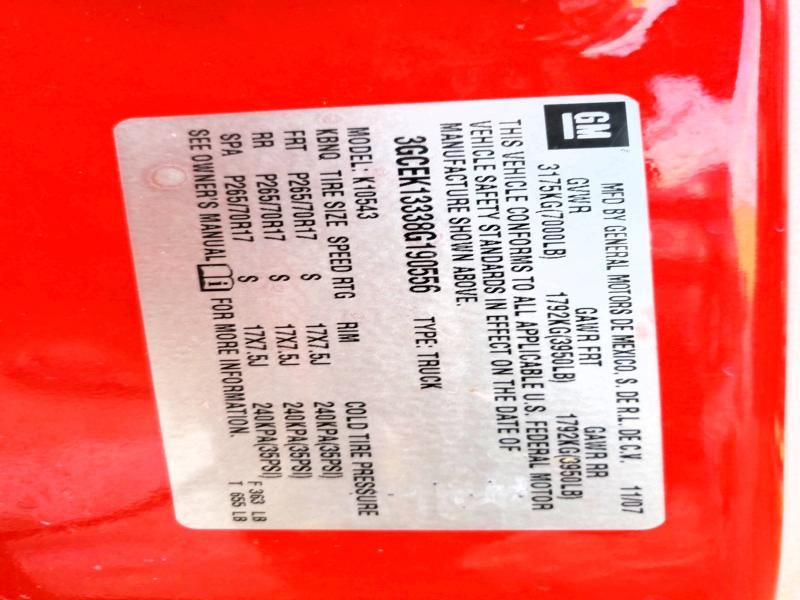 GM
MFD BY GENERAL MOTORS DE MEXICO, S. DE R.L. DE C.V. 11/07
GVWR GAWR FRT GAWR RR
3175KG(7000LB) 1792KG(3950LB) 1792KG(3950LB)
THIS VEHICLE CONFORMS TO ALL APPLICABLE U.S. FEDERAL MOTOR
VEHICLE SAFETY STANDARDS IN EFFECT ON THE DATE OF
MANUFACTURE SHOWN ABOVE.
3GCEK13338G190556 TYPE: TRUCK
MODEL: K10543
KBNQ TIRE SIZE SPEED RTG RIM COLD TIRE PRESSURE
FRT P265/70R17 S 17X7.5J 240KPA(35PSI)
RR P265/70R17 S 17X7.5J 240KPA(35PSI)
SPA P265/70R17 S 17X7.5J 240KPA(35PSI)
SEE OWNER'S MANUAL i FOR MORE INFORMATION.
F 363 LB
T 655 LB